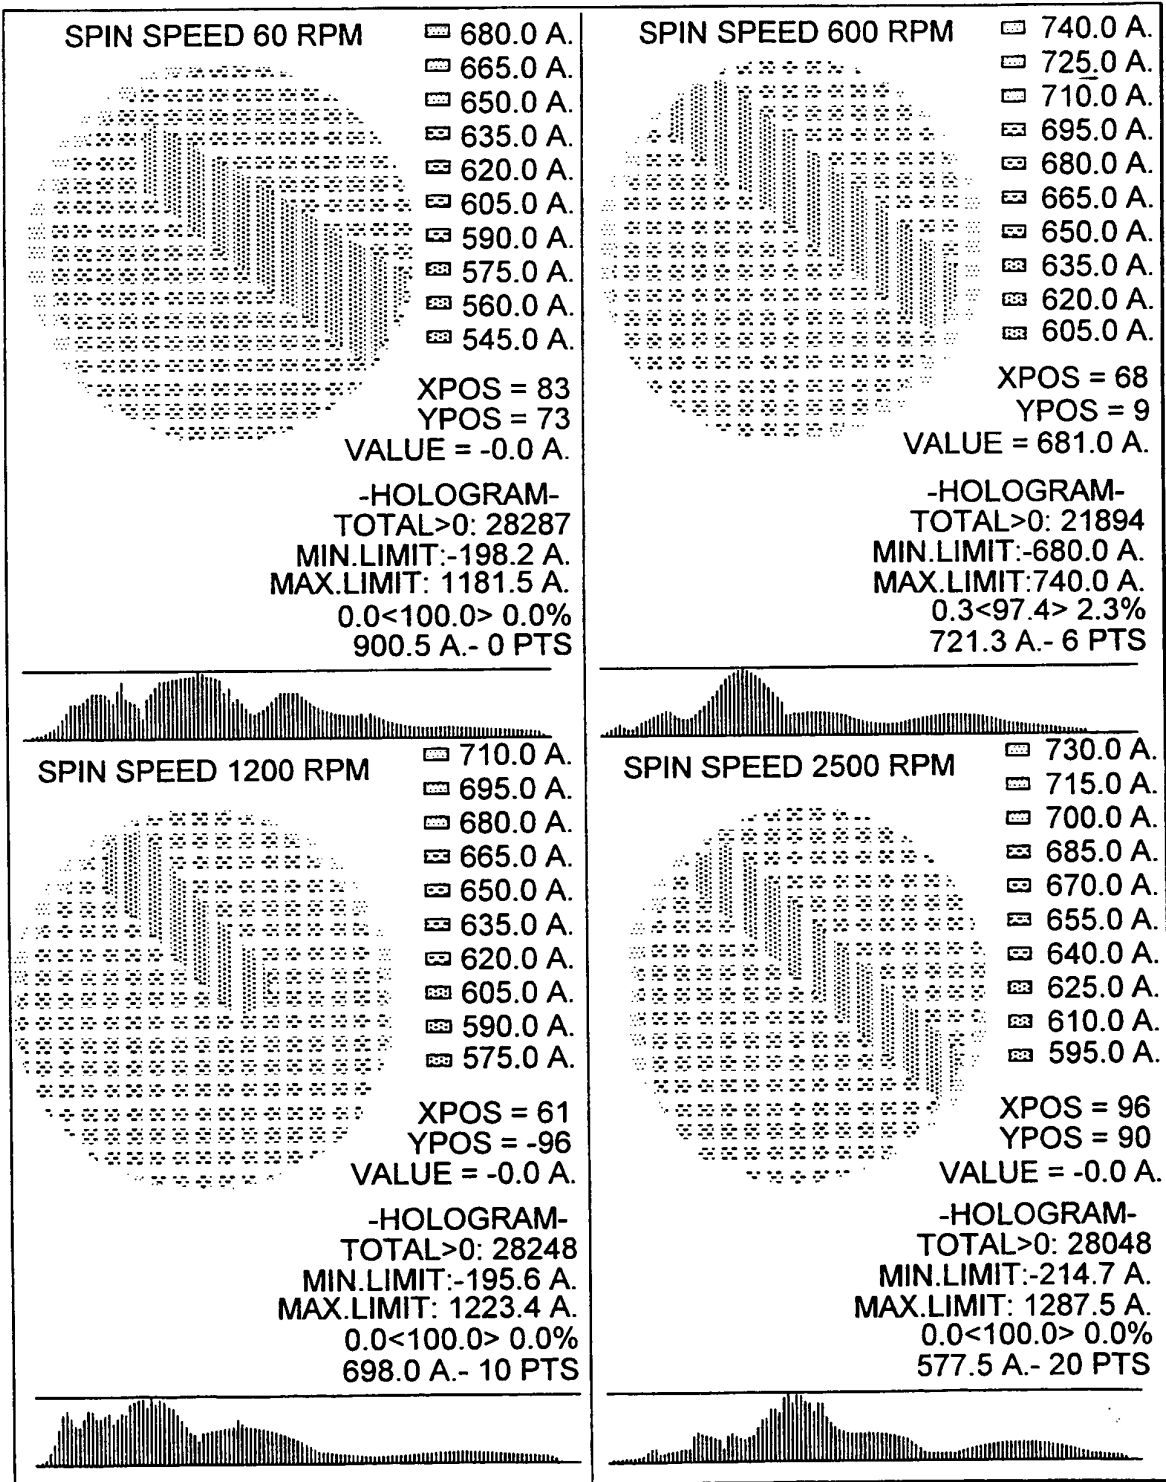 SPIN SPEED 60 RPM
680.0 A.
665.0 A.
650.0 A.
635.0 A.
620.0 A.
605.0 A.
590.0 A.
575.0 A.
560.0 A.
545.0 A.
XPOS = 83
YPOS = 73
VALUE = -0.0 A.
-HOLOGRAM-
TOTAL>0: 28287
MIN.LIMIT:-198.2 A.
MAX.LIMIT: 1181.5 A.
0.0<100.0> 0.0%
900.5 A.- 0 PTS
SPIN SPEED 600 RPM
740.0 A.
725.0 A.
710.0 A.
695.0 A.
680.0 A.
665.0 A.
650.0 A.
635.0 A.
620.0 A.
605.0 A.
XPOS = 68
YPOS = 9
VALUE = 681.0 A.
-HOLOGRAM-
TOTAL>0: 21894
MIN.LIMIT:-680.0 A.
MAX.LIMIT:740.0 A.
0.3<97.4> 2.3%
721.3 A.- 6 PTS
SPIN SPEED 1200 RPM
710.0 A.
695.0 A.
680.0 A.
665.0 A.
650.0 A.
635.0 A.
620.0 A.
605.0 A.
590.0 A.
575.0 A.
XPOS = 61
YPOS = -96
VALUE = -0.0 A.
-HOLOGRAM-
TOTAL>0: 28248
MIN.LIMIT:-195.6 A.
MAX.LIMIT: 1223.4 A.
0.0<100.0> 0.0%
698.0 A.- 10 PTS
SPIN SPEED 2500 RPM
730.0 A.
715.0 A.
700.0 A.
685.0 A.
670.0 A.
655.0 A.
640.0 A.
625.0 A.
610.0 A.
595.0 A.
XPOS = 96
YPOS = 90
VALUE = -0.0 A.
-HOLOGRAM-
TOTAL>0: 28048
MIN.LIMIT:-214.7 A.
MAX.LIMIT: 1287.5 A.
0.0<100.0> 0.0%
577.5 A.- 20 PTS